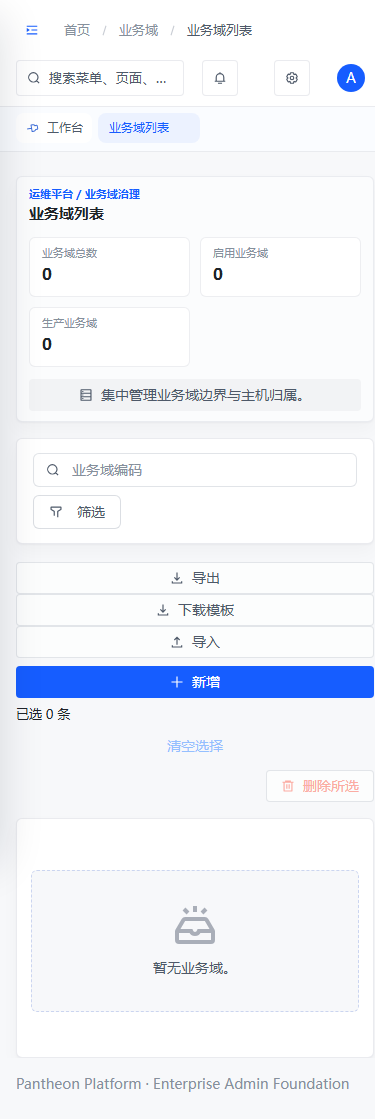 首页 / 业务域 / 业务域列表
搜索菜单、页面、... A
工作台 业务域列表
运维平台 / 业务域治理
业务域列表
业务域总数 启用业务域
0 0
生产业务域
0
集中管理业务域边界与主机归属。
业务域编码
筛选
导出
下载模板
导入
新增
已选 0 条
清空选择
删除所选
暂无业务域。
Pantheon Platform · Enterprise Admin Foundation